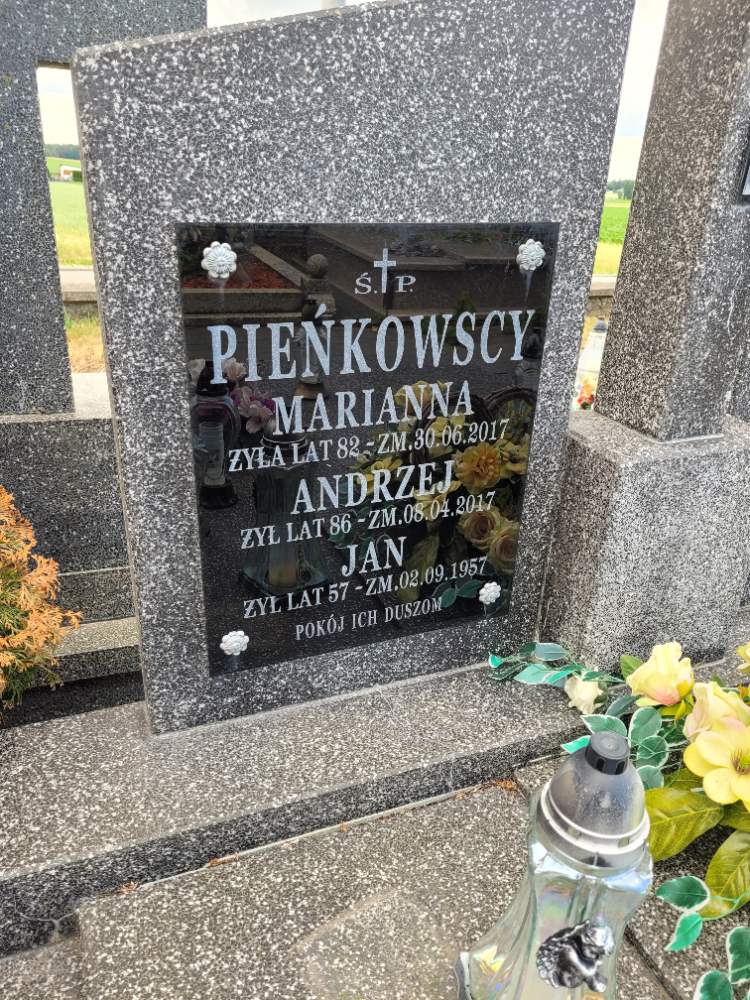 Ś. P.
PIEŃKOWSCY
MARIANNA
ŻYŁA LAT 82 - ZM. 30.06.2017
ANDRZEJ
ŻYŁ LAT 86 - ZM. 08.04.2017
JAN
ŻYŁ LAT 57 - ZM. 02.09.1957
POKÓJ ICH DUSZOM